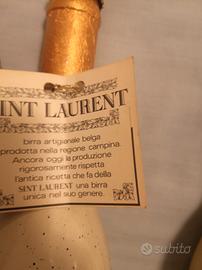 SINT LAURENT
birra artigianale belga
prodotta nella regione campina.
Ancora oggi la produzione
rigorosamente rispetta
l'antica ricetta che fa della
SINT LAURENT una birra
unica nel suo genere.
subito